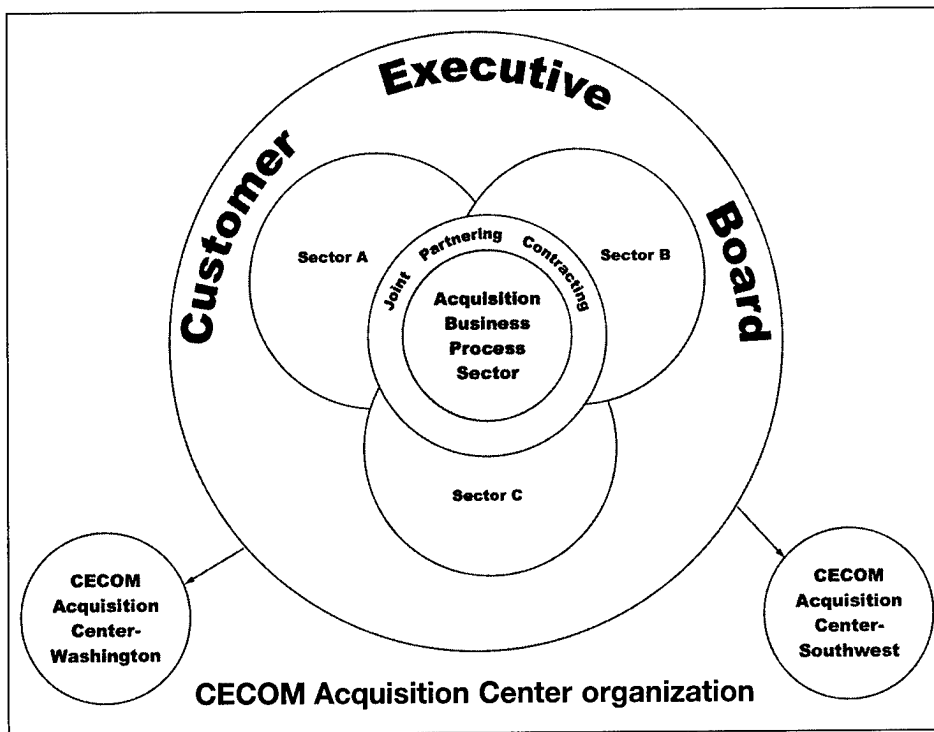 Customer Executive Board
Sector A
Sector B
Joint Partnering Contracting
Acquisition
Business
Process
Sector
Sector C
CECOM
Acquisition
Center-
Washington
CECOM
Acquisition
Center-
Southwest
CECOM Acquisition Center organization